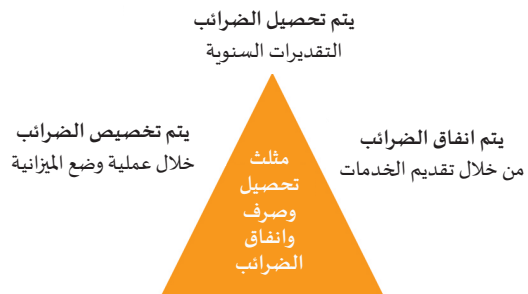 يتم تحصيل الضرائب
التقديرات السنوية
يتم انفاق الضرائب
من خلال تقديم الخدمات
يتم تخصيص الضرائب
خلال عملية وضع الميزانية
مثلث
تحصيل
وصرف
وانفاق
الضرائب